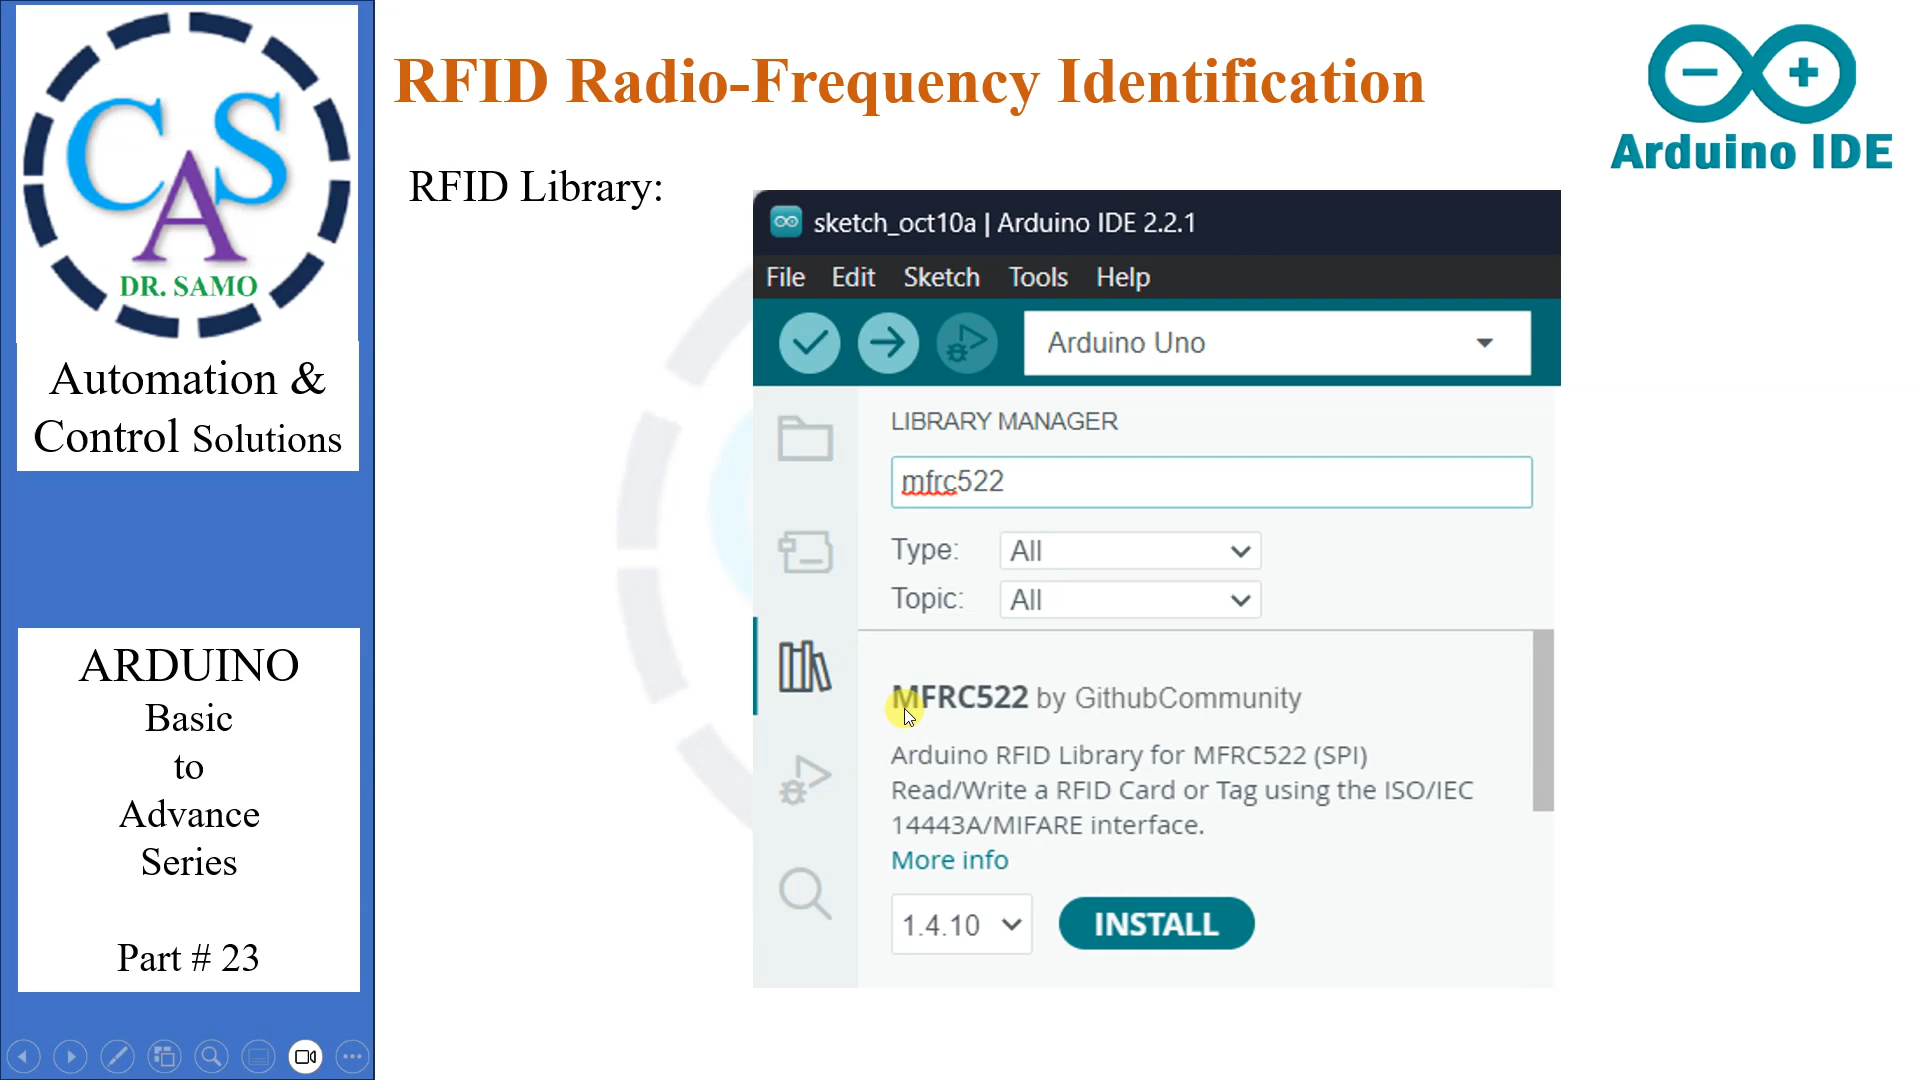 CAS
DR. SAMO
Automation &
Control Solutions
ARDUINO
Basic
to
Advance
Series
Part # 23
RFID Radio-Frequency Identification
Arduino IDE
RFID Library:
sketch_oct10a | Arduino IDE 2.2.1
File Edit Sketch Tools Help
Arduino Uno
LIBRARY MANAGER
mfrc522
Type: All
Topic: All
MFRC522 by GithubCommunity
Arduino RFID Library for MFRC522 (SPI)
Read/Write a RFID Card or Tag using the ISO/IEC
14443A/MIFARE interface.
More info
1.4.10 INSTALL